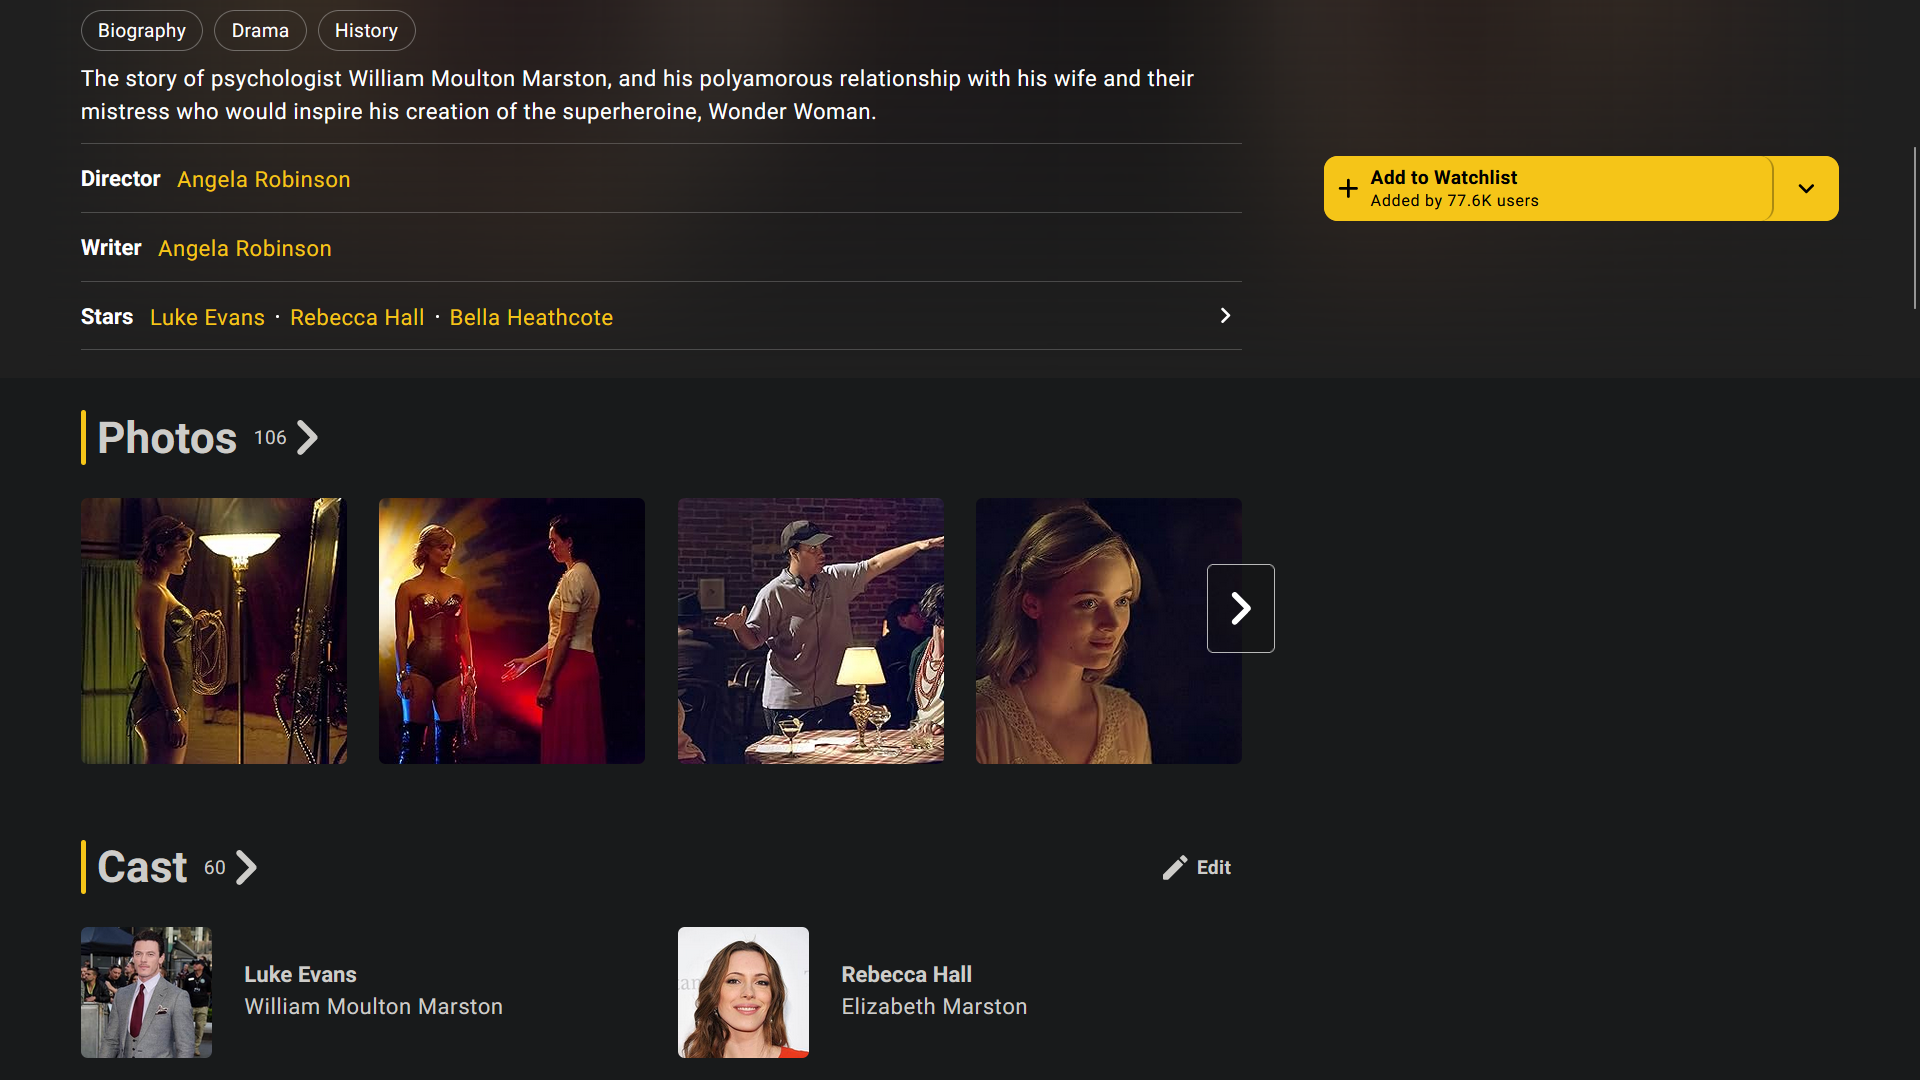 Biography
Drama
History
The story of psychologist William Moulton Marston, and his polyamorous relationship with his wife and their
mistress who would inspire his creation of the superheroine, Wonder Woman.
Director Angela Robinson
Add to Watchlist
Added by 77.6K users
Writer Angela Robinson
Stars Luke Evans · Rebecca Hall · Bella Heathcote
Photos 106
Cast 60
Edit
Luke Evans
William Moulton Marston
Rebecca Hall
Elizabeth Marston